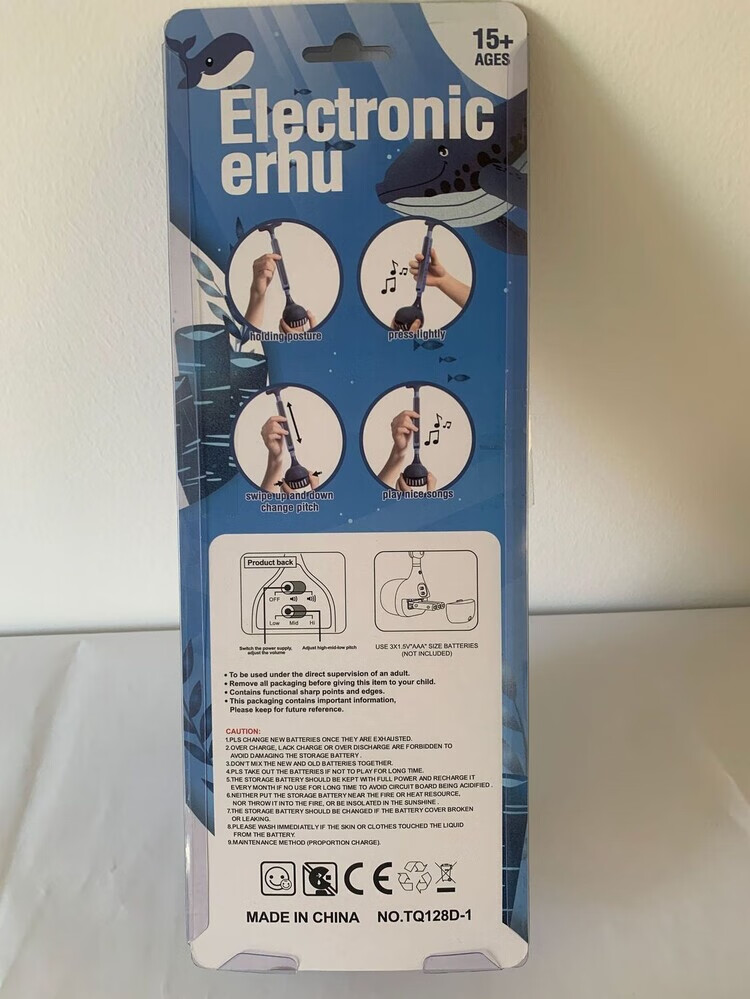 15+
AGES
Electronic
erhu
holding posture
press lightly
swipe up and down
change pitch
play nice songs
Product back
OFF
Low Mid Hi
Switch the power supply,
adjust the volume
Adjust high-mid-low pitch
USE 3X1.5V"AAA" SIZE BATTERIES
(NOT INCLUDED)
• To be used under the direct supervision of an adult.
• Remove all packaging before giving this item to your child.
• Contains functional sharp points and edges.
• This packaging contains important information,
Please keep for future reference.
CAUTION:
1.PLS CHANGE NEW BATTERIES ONCE THEY ARE EXHAUSTED.
2.OVER CHARGE, LACK CHARGE OR OVER DISCHARGE ARE FORBIDDEN TO
AVOID DAMAGING THE STORAGE BATTERY .
3.DON'T MIX THE NEW AND OLD BATTERIES TOGETHER.
4.PLS TAKE OUT THE BATTERIES IF NOT TO PLAY FOR LONG TIME.
5.THE STORAGE BATTERY SHOULD BE KEPT WITH FULL POWER AND RECHARGE IT
EVERY MONTH IF NO USE FOR LONG TIME TO AVOID CIRCUIT BOARD BEING ACIDIFIED .
6.NEITHER PUT THE STORAGE BATTERY NEAR THE FIRE OR HEAT RESOURCE,
NOR THROW IT INTO THE FIRE, OR BE INSOLATED IN THE SUNSHINE .
7.THE STORAGE BATTERY SHOULD BE CHANGED IF THE BATTERY COVER BROKEN
OR LEAKING.
8.PLEASE WASH IMMEDIATELY IF THE SKIN OR CLOTHES TOUCHED THE LIQUID
FROM THE BATTERY.
9.MAINTENANCE METHOD (PROPORTION CHARGE).
CE
MADE IN CHINA NO.TQ128D-1